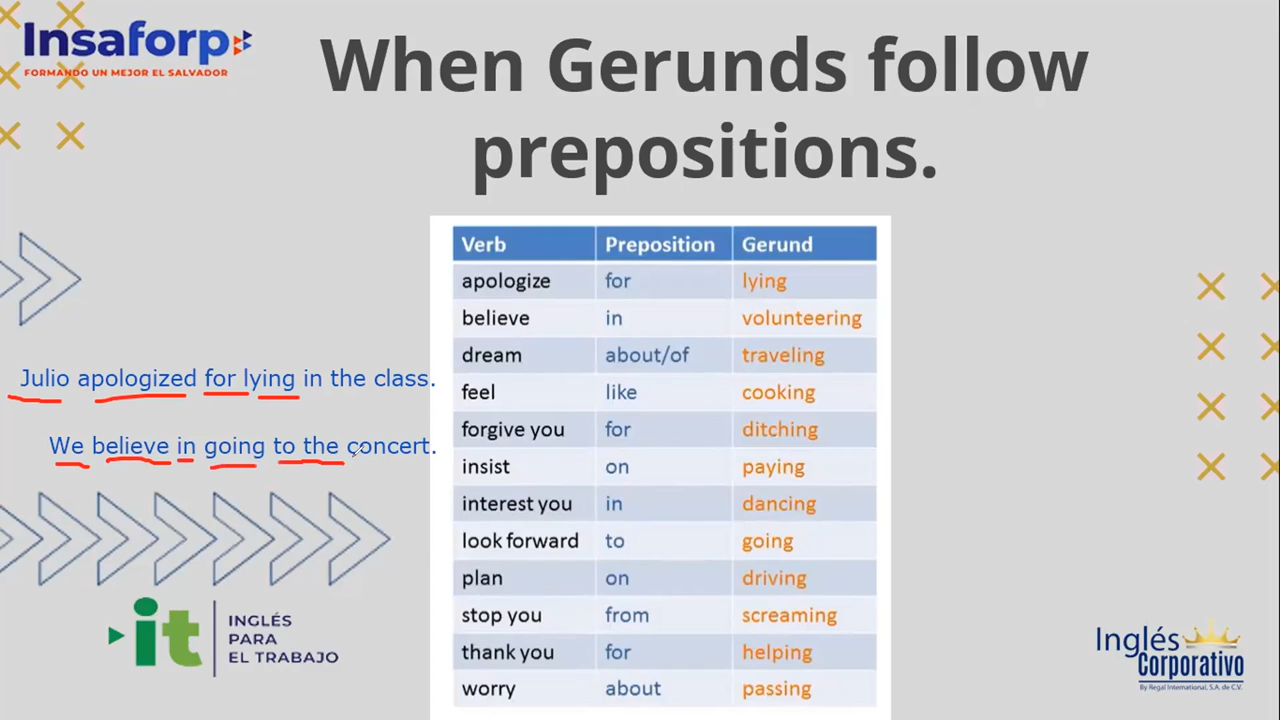 Insaforp
FORMANDO UN MEJOR EL SALVADOR
When Gerunds follow
prepositions.
Verb Preposition Gerund
apologize for lying
believe in volunteering
dream about/of traveling
feel like cooking
forgive you for ditching
insist on paying
interest you in dancing
look forward to going
plan on driving
stop you from screaming
thank you for helping
worry about passing
Julio apologized for lying in the class.
We believe in going to the concert.
it
INGLÉS
PARA
EL TRABAJO
Inglés
Corporativo
By Regal International, S.A. de C.V.